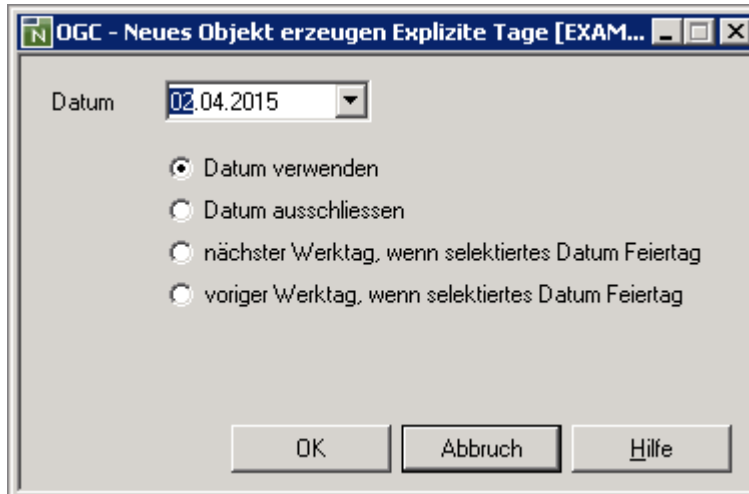 OGC - Neues Objekt erzeugen Explizite Tage [EXAM...
Datum 02.04.2015
Datum verwenden
Datum ausschliessen
nächster Werktag, wenn selektiertes Datum Feiertag
voriger Werktag, wenn selektiertes Datum Feiertag
OK Abbruch Hilfe